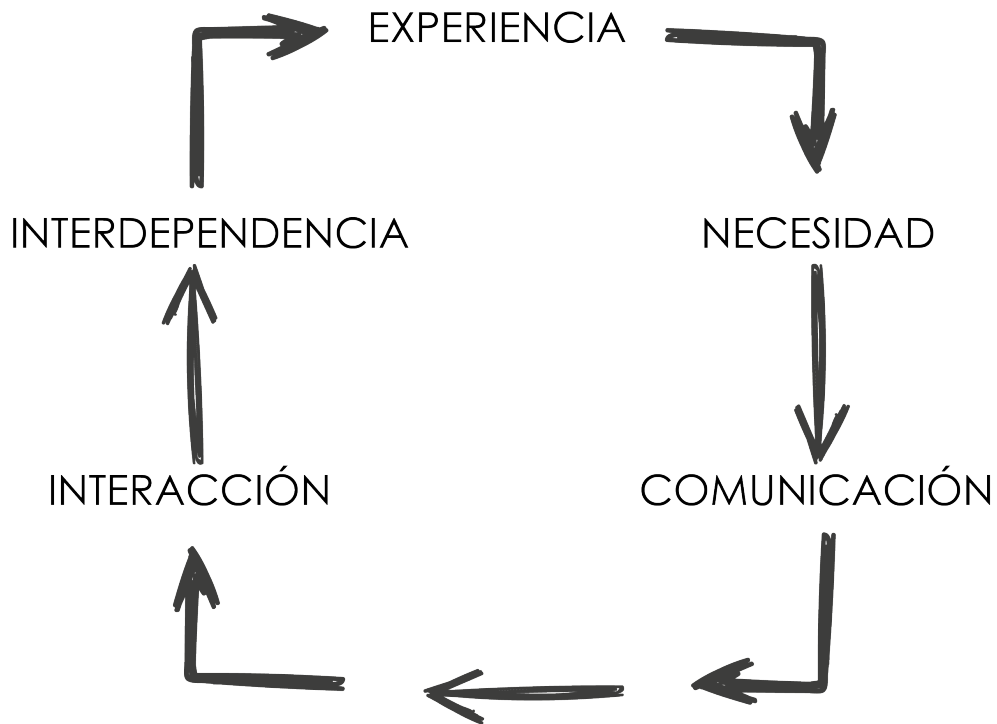 EXPERIENCIA
INTERDEPENDENCIA
NECESIDAD
INTERACCIÓN
COMUNICACIÓN